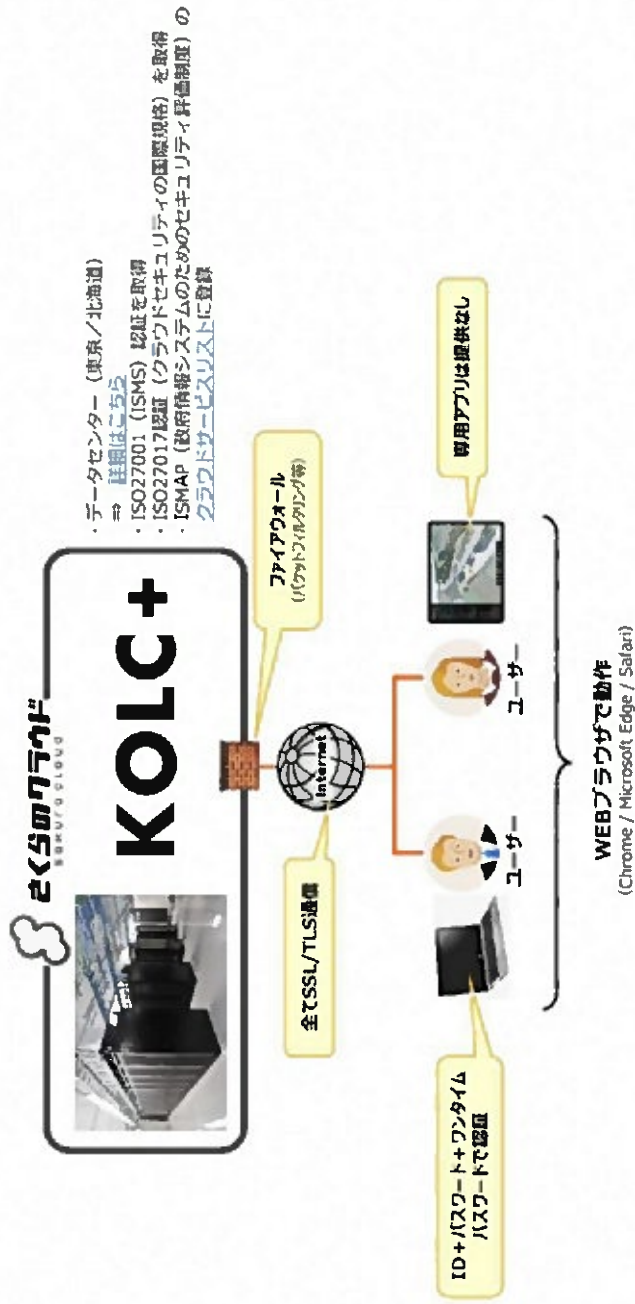 さくらのクラウド
SAKURA cloud
KOLC+
・データセンター（東京／北海道）
⇒ 詳細はこちら
・ISO27001（ISMS）認証を取得
・ISO27017認証（クラウドセキュリティの国際規格）を取得
・ISMAP（政府情報システムのためのセキュリティ評価制度）の
クラウドサービスリストに登録
ファイアウォール
(パケットフィルタリング等)
全てSSL/TLS通信
Internet
ID+パスワード+ワンタイム
パスワードで認証
ユーザー
ユーザー
専用アプリは提供なし
WEBブラウザで動作
(Chrome / Microsoft Edge / Safari)